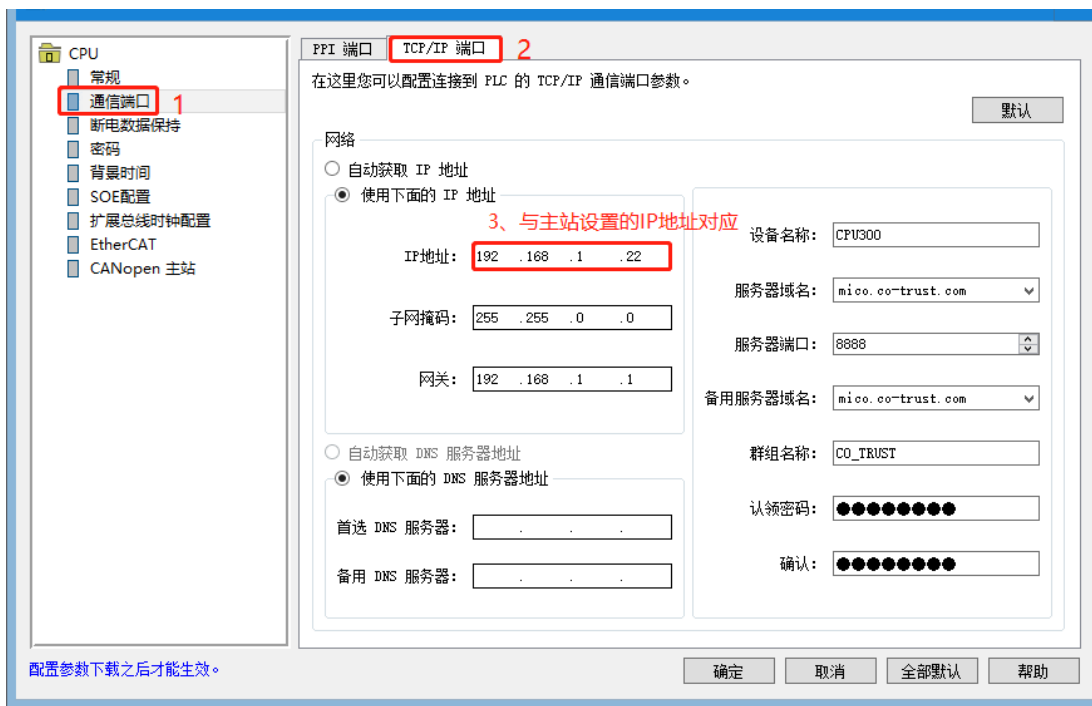 CPU
常规
通信端口
1
断电数据保持
密码
背景时间
SOE配置
扩展总线时钟配置
EtherCAT
CANopen 主站
PPI 端口
TCP/IP 端口
2
在这里您可以配置连接到 PLC 的 TCP/IP 通信端口参数。
默认
网络
自动获取 IP 地址
使用下面的 IP 地址
3、与主站设置的IP地址对应
IP地址: 192 .168 .1 .22
子网掩码: 255 .255 .0 .0
网关: 192 .168 .1 .1
自动获取 DNS 服务器地址
使用下面的 DNS 服务器地址
首选 DNS 服务器: . . .
备用 DNS 服务器: . . .
设备名称: CPU300
服务器域名: mico.co-trust.com
服务器端口: 8888
备用服务器域名: mico.co-trust.com
群组名称: CO_TRUST
认领密码: ●●●●●●●●
确认: ●●●●●●●●
配置参数下载之后才能生效。
确定
取消
全部默认
帮助